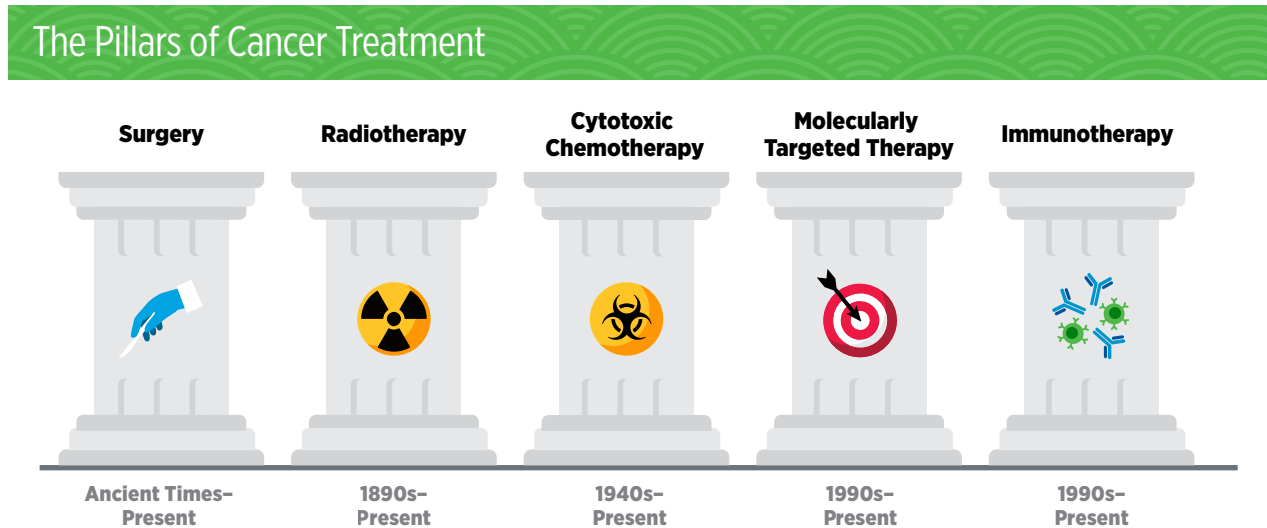 The Pillars of Cancer Treatment
Surgery
Radiotherapy
Cytotoxic
Chemotherapy
Molecularly
Targeted Therapy
Immunotherapy
Ancient Times–
Present
1890s–
Present
1940s–
Present
1990s–
Present
1990s–
Present